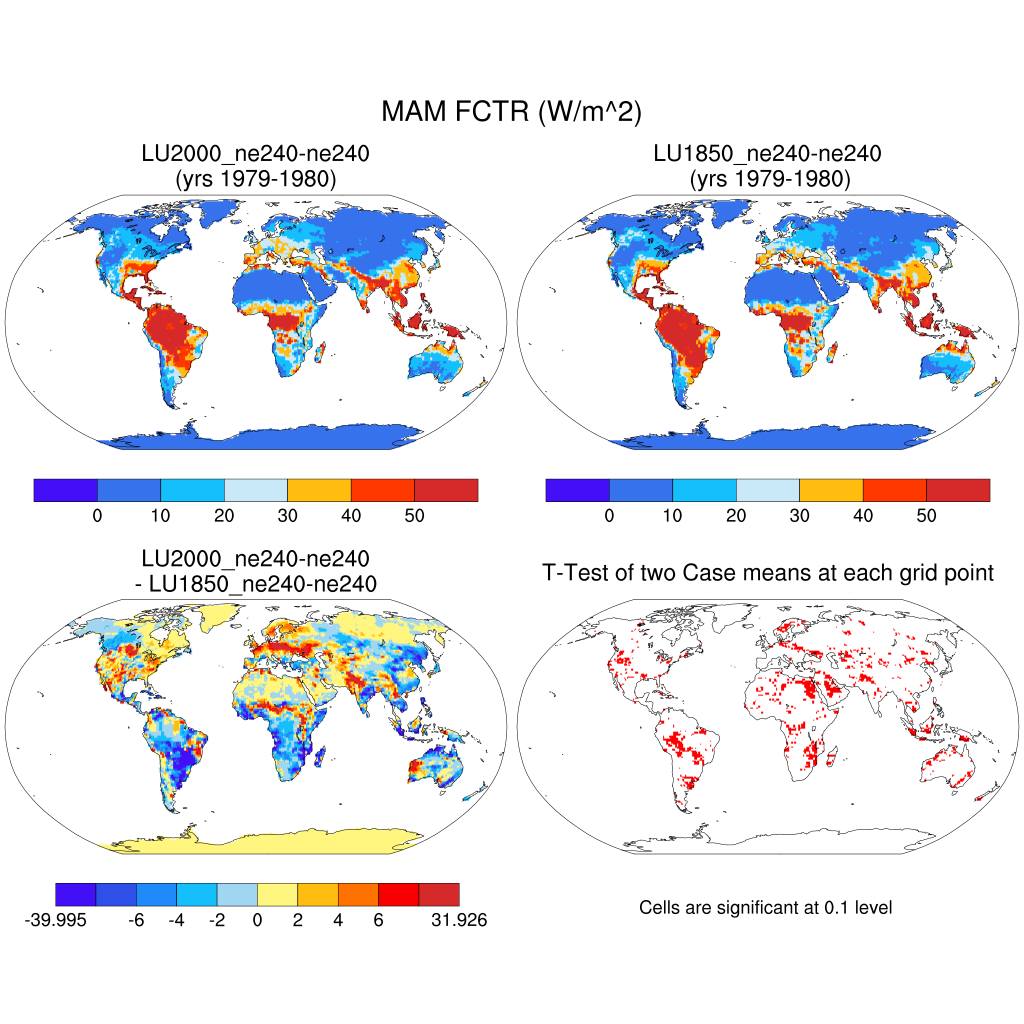 MAM FCTR (W/m^2)
LU2000_ne240-ne240
(yrs 1979-1980)
LU1850_ne240-ne240
(yrs 1979-1980)
0 10 20 30 40 50
0 10 20 30 40 50
LU2000_ne240-ne240
- LU1850_ne240-ne240
T-Test of two Case means at each grid point
-39.995 -6 -4 -2 0 2 4 6 31.926
Cells are significant at 0.1 level